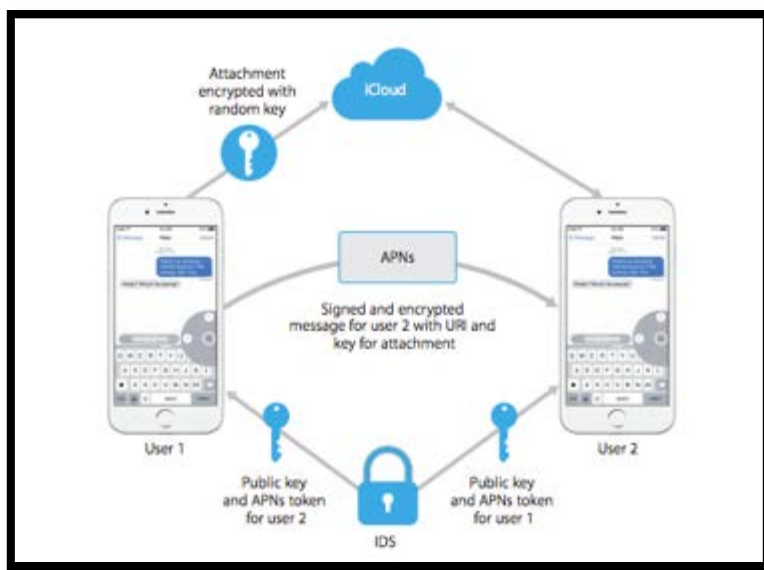 Attachment
encrypted with
random key
iCloud
APNs
Signed and encrypted
message for user 2 with URI and
key for attachment
User 1
User 2
Public key
and APNs token
for user 2
Public key
and APNs token
for user 1
IDS